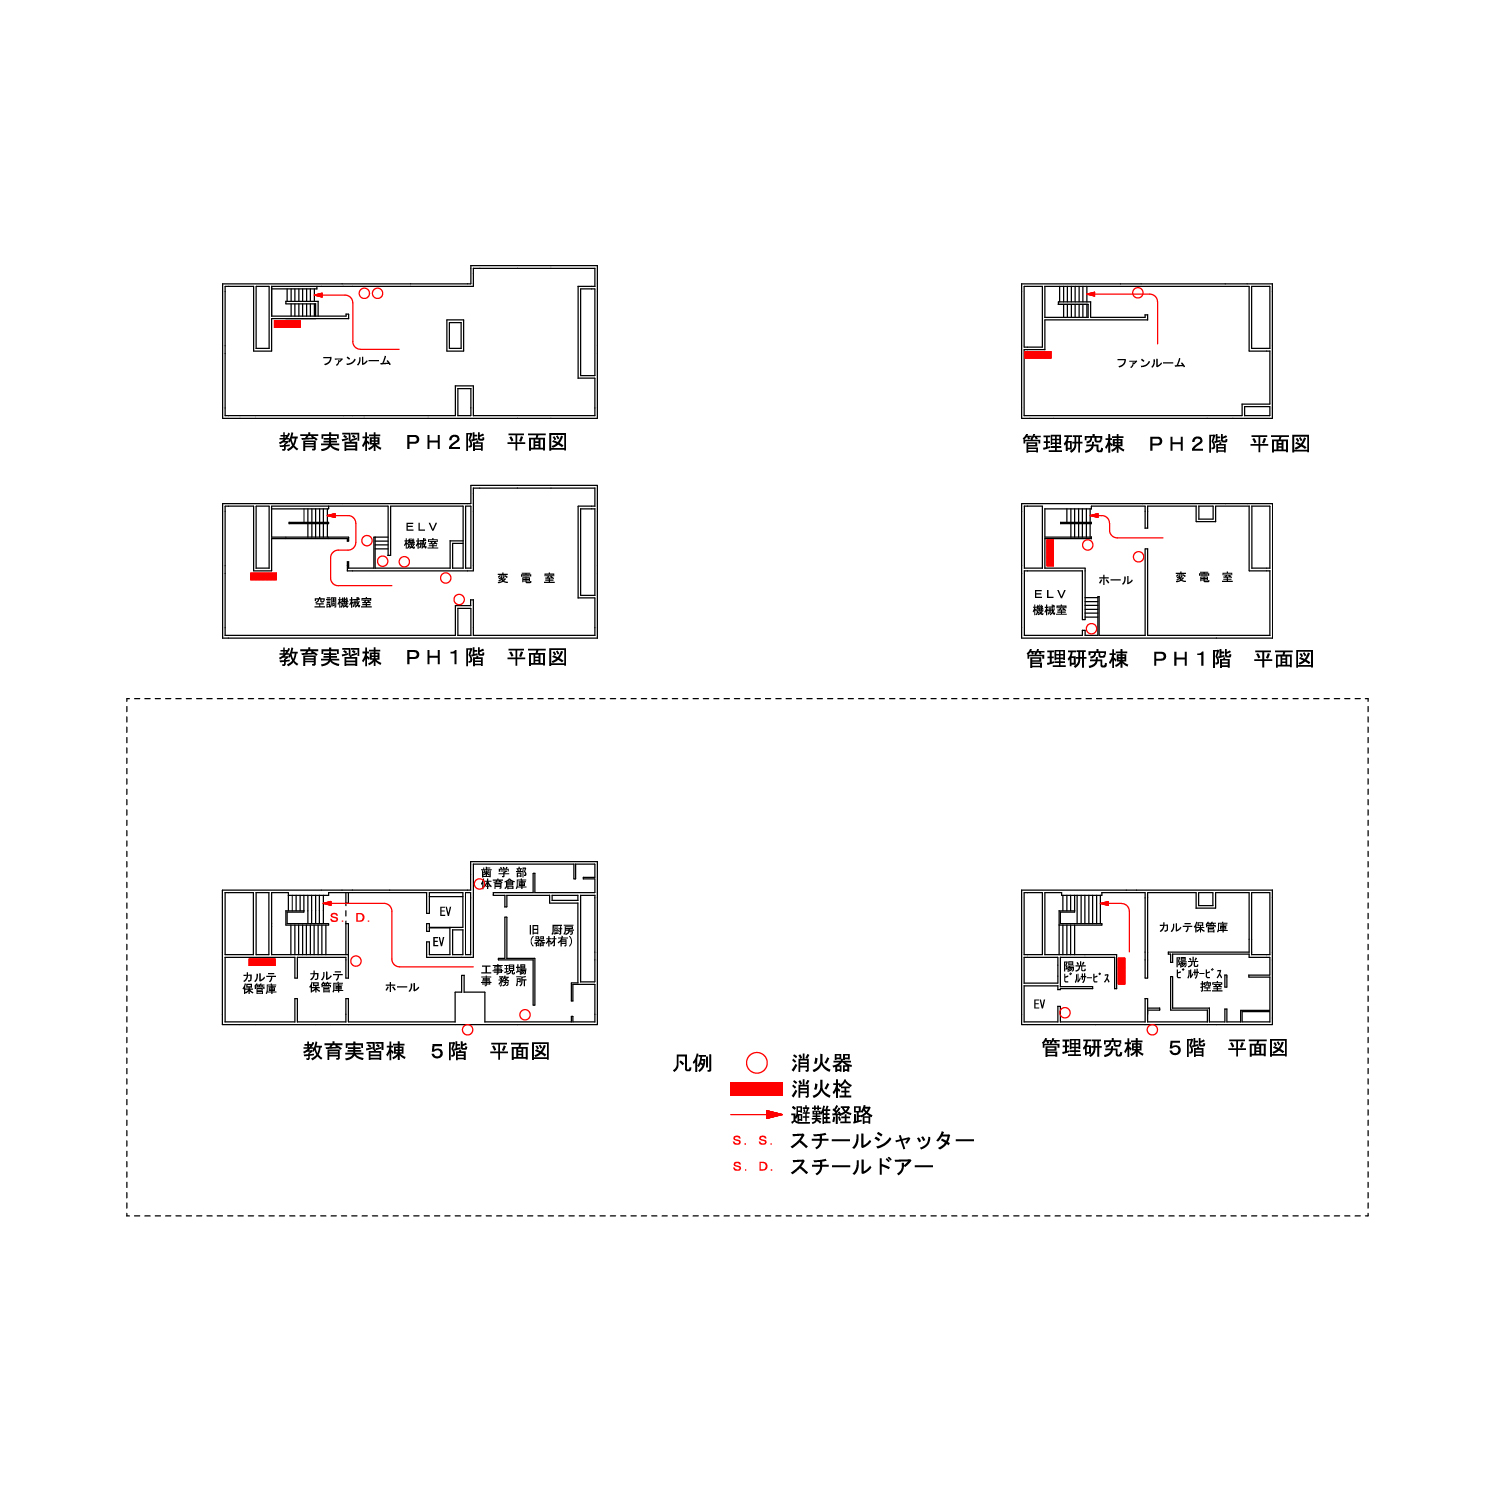 ファンルーム
教育実習棟　ＰＨ２階　平面図
ファンルーム
管理研究棟　ＰＨ２階　平面図
ＥＬＶ
機械室
変　電　室
空調機械室
教育実習棟　ＰＨ１階　平面図
ホール
変　電　室
ＥＬＶ
機械室
管理研究棟　ＰＨ１階　平面図
歯　学　部
体育倉庫
EV
S. D.
旧　厨房
(器材有)
EV
工事現場
事　務　所
カルテ
保管庫
カルテ
保管庫
ホール
教育実習棟　５階　平面図
カルテ保管庫
陽光
ﾋﾞﾙｻｰﾋﾞｽ
陽光
ﾋﾞﾙｻｰﾋﾞｽ
控室
EV
管理研究棟　５階　平面図
凡例
消火器
消火栓
避難経路
S. S. スチールシャッター
S. D. スチールドアー